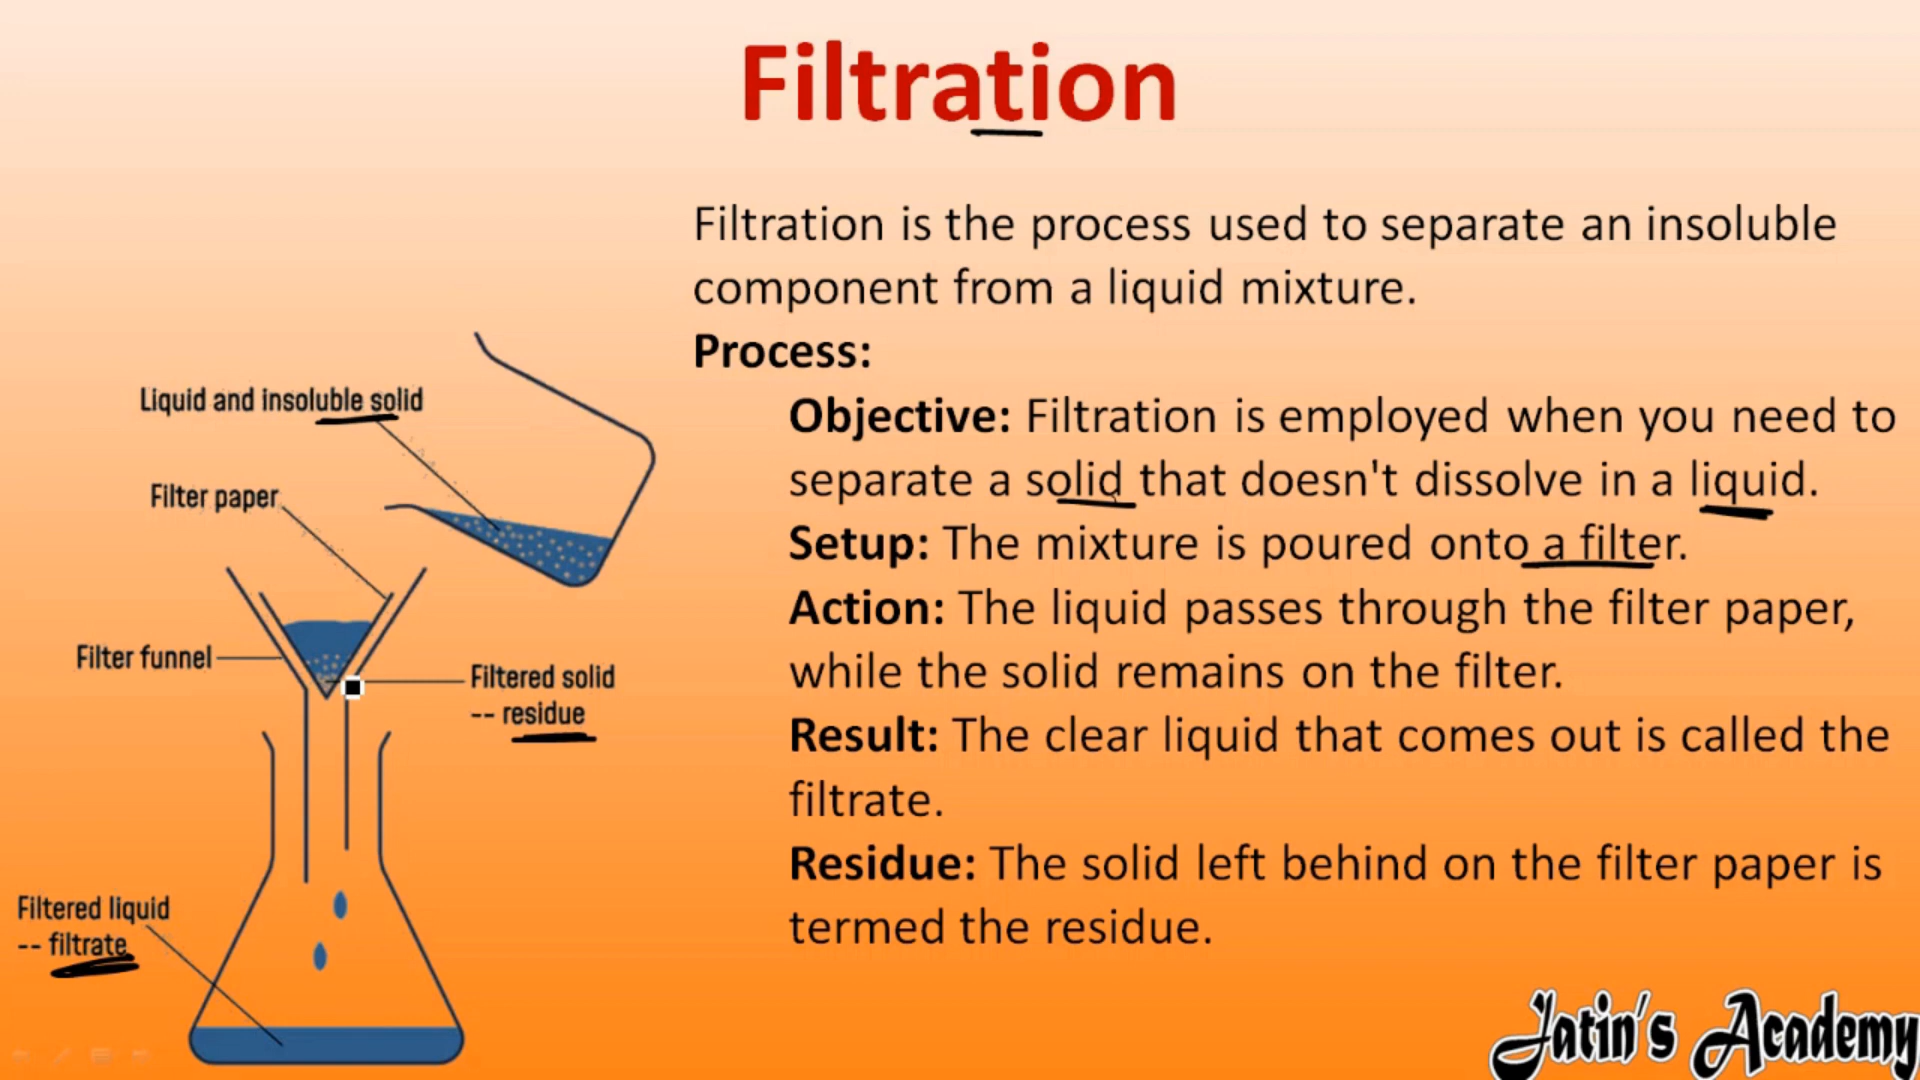 Filtration
Filtration is the process used to separate an insoluble
component from a liquid mixture.
Process:
Objective: Filtration is employed when you need to
separate a solid that doesn't dissolve in a liquid.
Setup: The mixture is poured onto a filter.
Action: The liquid passes through the filter paper,
while the solid remains on the filter.
Result: The clear liquid that comes out is called the
filtrate.
Residue: The solid left behind on the filter paper is
termed the residue.
Liquid and insoluble solid
Filter paper
Filter funnel
Filtered solid
-- residue
Filtered liquid
-- filtrate
Jatin's Academy